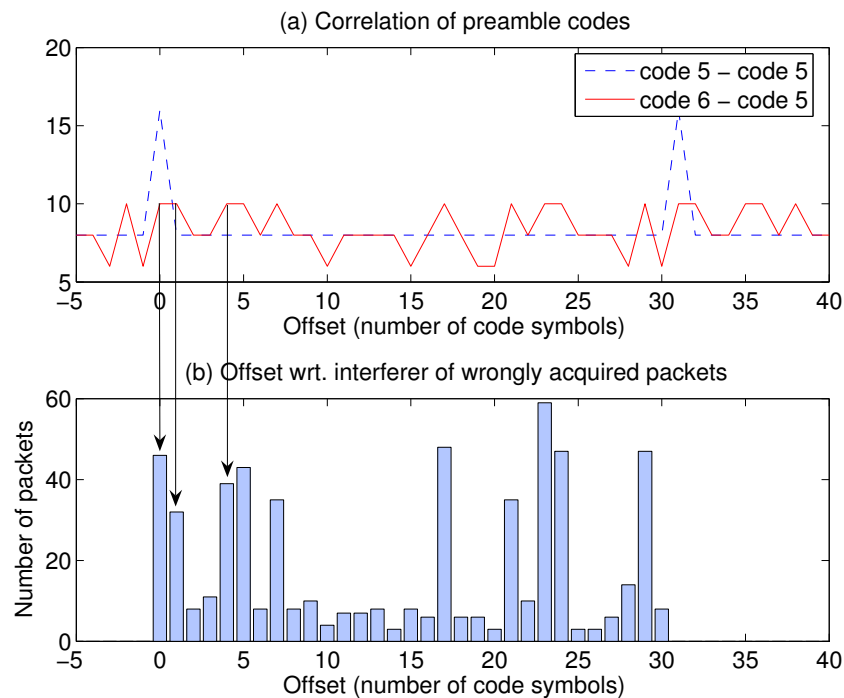 (a) Correlation of preamble codes
20
15
10
5
code 5 − code 5
code 6 − code 5
−5 0 5 10 15 20 25 30 35 40
Offset (number of code symbols)
(b) Offset wrt. interferer of wrongly acquired packets
Number of packets
60
40
20
0
−5 0 5 10 15 20 25 30 35 40
Offset (number of code symbols)